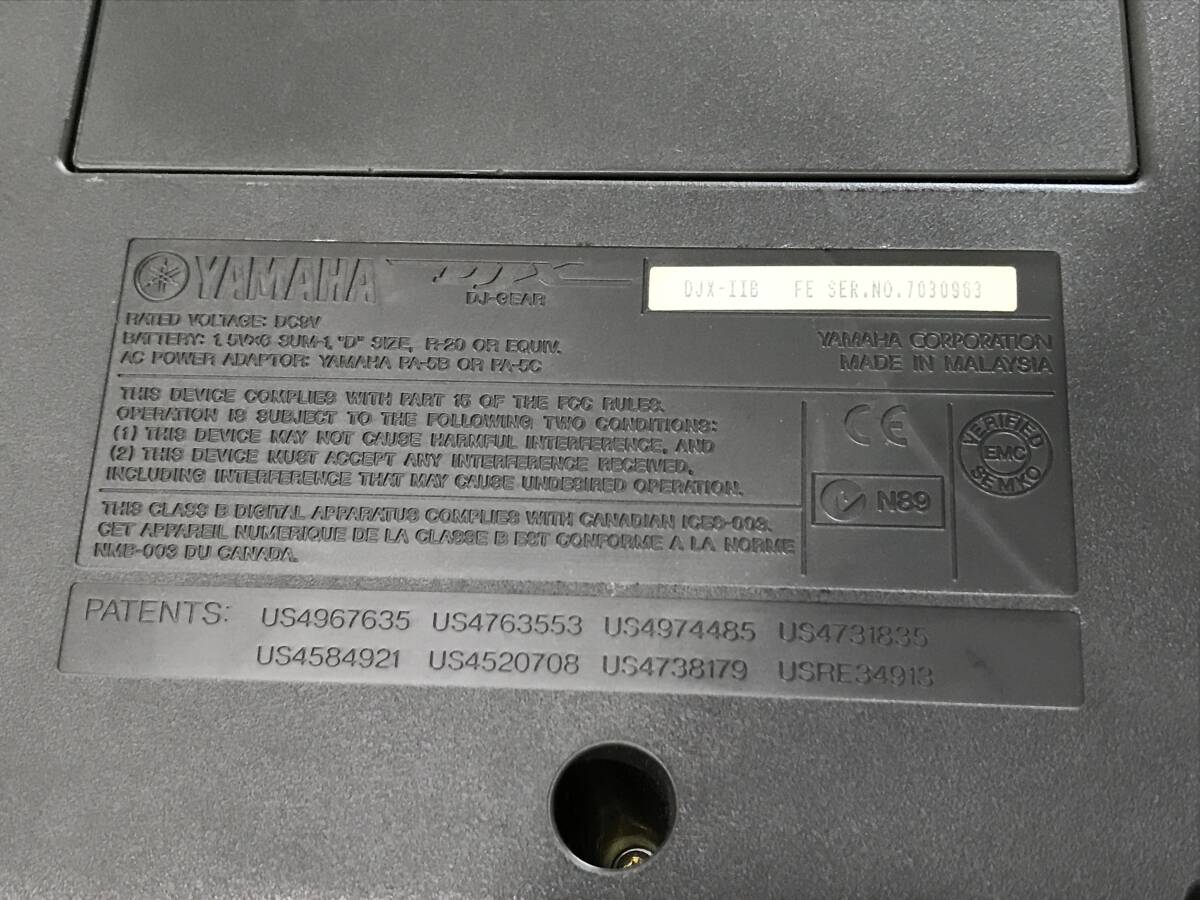 YAMAHA DJX
DJ-GEAR
DJX-IIB FE SER.NO.7030963
RATED VOLTAGE: DC9V
BATTERY: 1.5VX6 SUM-1, "D" SIZE, R-20 OR EQUIV.
AC POWER ADAPTOR: YAMAHA PA-5B OR PA-5C
YAMAHA CORPORATION
MADE IN MALAYSIA
THIS DEVICE COMPLIES WITH PART 15 OF THE FCC RULES.
OPERATION IS SUBJECT TO THE FOLLOWING TWO CONDITIONS:
(1) THIS DEVICE MAY NOT CAUSE HARMFUL INTERFERENCE, AND
(2) THIS DEVICE MUST ACCEPT ANY INTERFERENCE RECEIVED,
INCLUDING INTERFERENCE THAT MAY CAUSE UNDESIRED OPERATION.
THIS CLASS B DIGITAL APPARATUS COMPLIES WITH CANADIAN ICES-003.
CET APPAREIL NUMERIQUE DE LA CLASSE B EST CONFORME A LA NORME
NMB-003 DU CANADA.
CE
N89
VERIFIED
EMC
SEMKO
PATENTS: US4967635 US4763553 US4974485 US4731835
US4584921 US4520708 US4738179 USRE34913